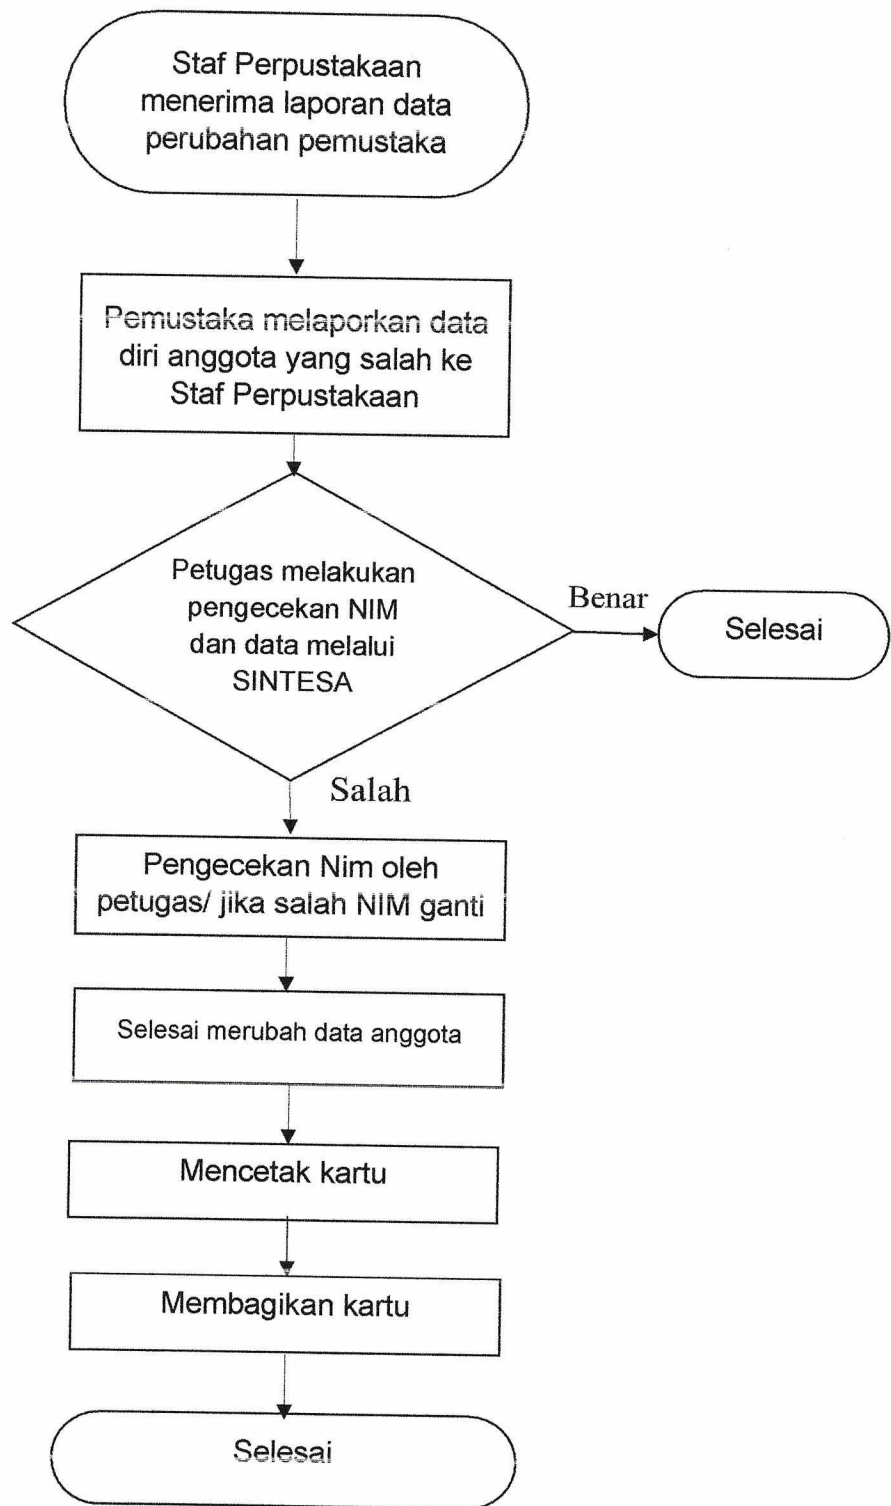 Staf Perpustakaan
menerima laporan data
perubahan pemustaka
Pemustaka melaporkan data
diri anggota yang salah ke
Staf Perpustakaan
Petugas melakukan
pengecekan NIM
dan data melalui
SINTESA
Benar
Selesai
Salah
Pengecekan Nim oleh
petugas/ jika salah NIM ganti
Selesai merubah data anggota
Mencetak kartu
Membagikan kartu
Selesai